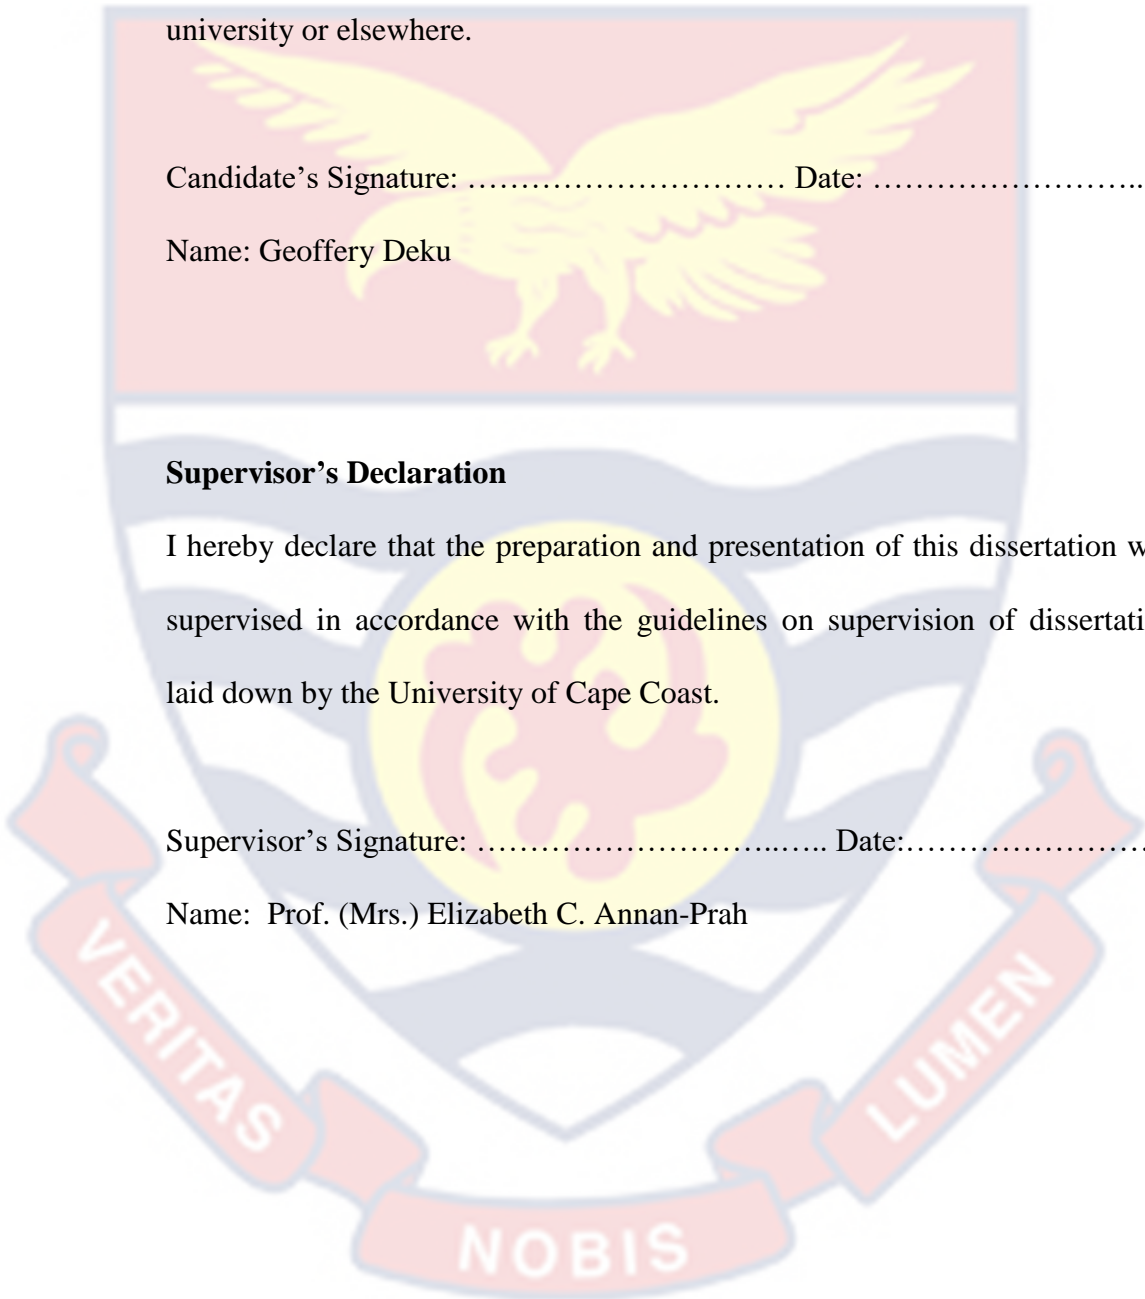 university or elsewhere.
Candidate’s Signature: ………………………… Date: ……………………..
Name: Geoffery Deku
Supervisor’s Declaration
I hereby declare that the preparation and presentation of this dissertation
supervised in accordance with the guidelines on supervision of
laid down by the University of Cape Coast.
Supervisor’s Signature: ………………………..….. Date:……………………
Name: Prof. (Mrs.) Elizabeth C. Annan-Prah
VERITAS
NOBIS
LUMEN